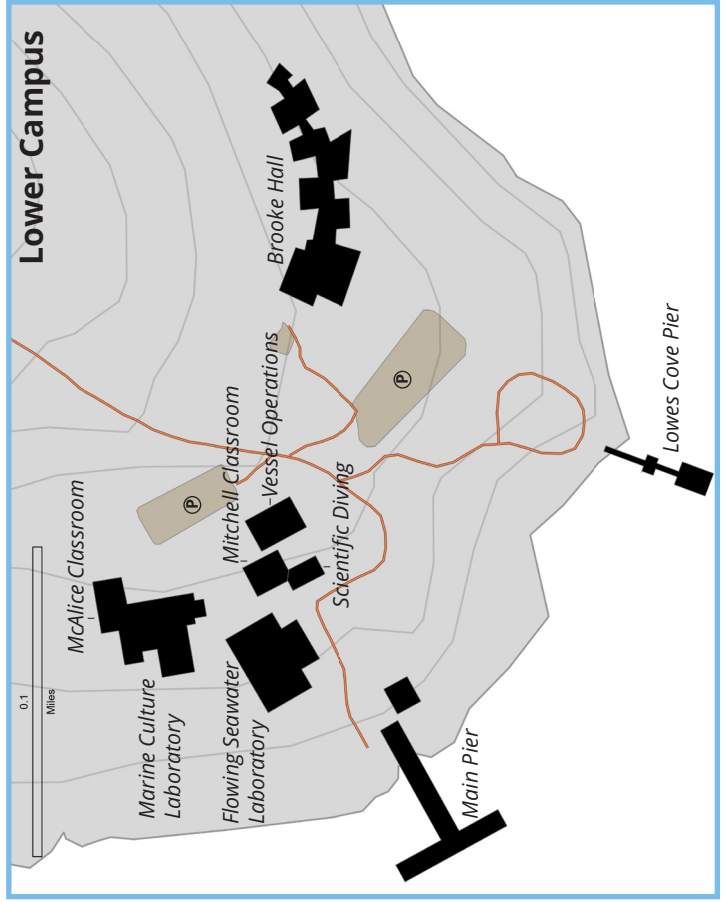 Lower Campus
Brooke Hall
Vessel Operations
Mitchell Classroom
McAlice Classroom
P
P
Scientific Diving
Lowes Cove Pier
Marine Culture
Laboratory
Flowing Seawater
Laboratory
Main Pier
0.1
Miles